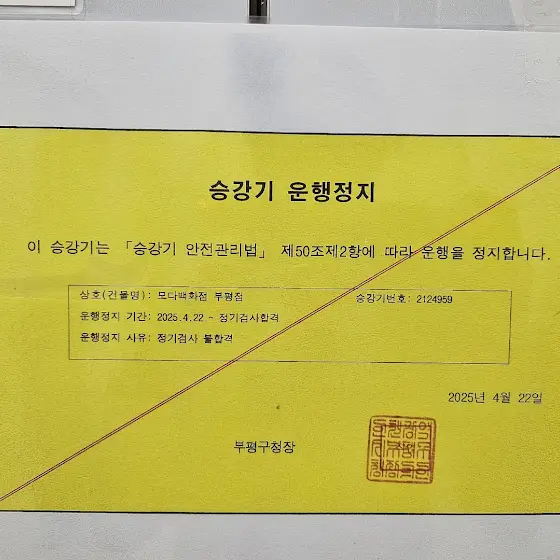 승강기 운행정지
이 승강기는 「승강기 안전관리법」 제50조제2항에 따라 운행을 정지합니다.
상호(건물명): 모다백화점 부평점 승강기번호: 2124959
운행정지 기간: 2025.4.22 ~ 정기검사합격
운행정지 사유: 정기검사 불합격
2025년 4월 22일
부평구청장